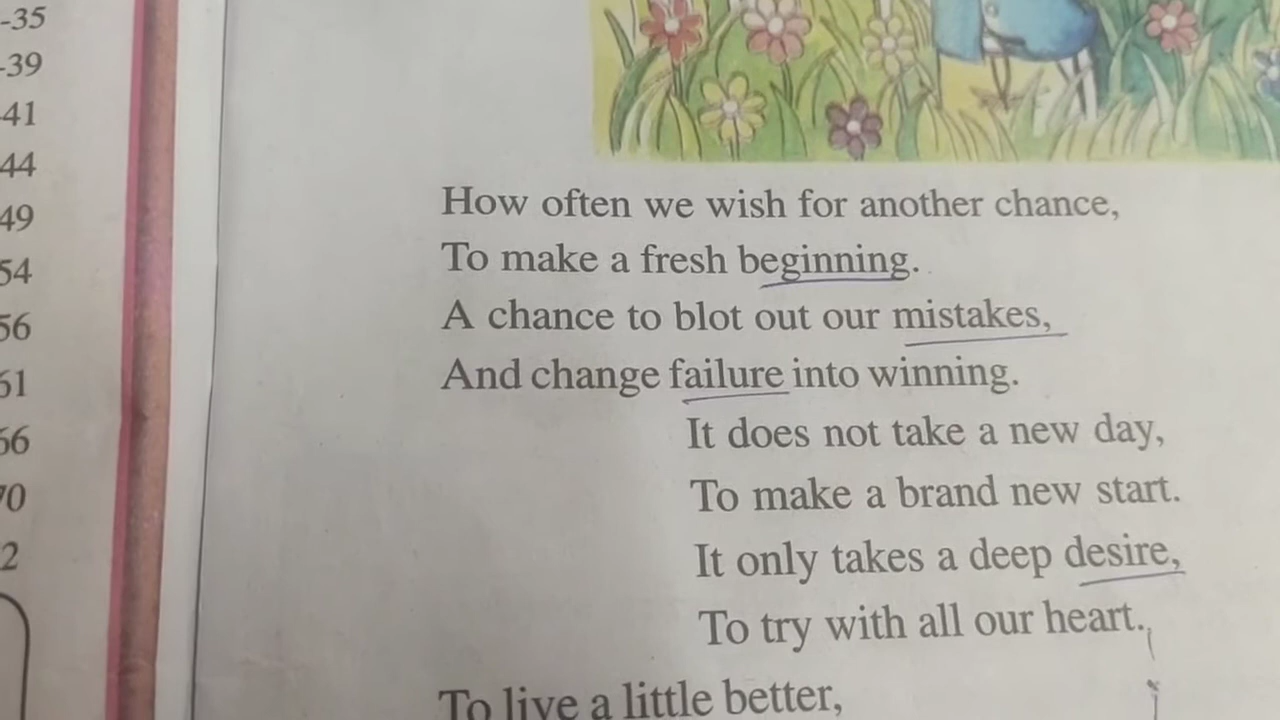 -35
-39
-41
44
49
54
56
51
56
70
2
How often we wish for another chance,
To make a fresh beginning.
A chance to blot out our mistakes,
And change failure into winning.
It does not take a new day,
To make a brand new start.
It only takes a deep desire,
To try with all our heart.
To live a little better,